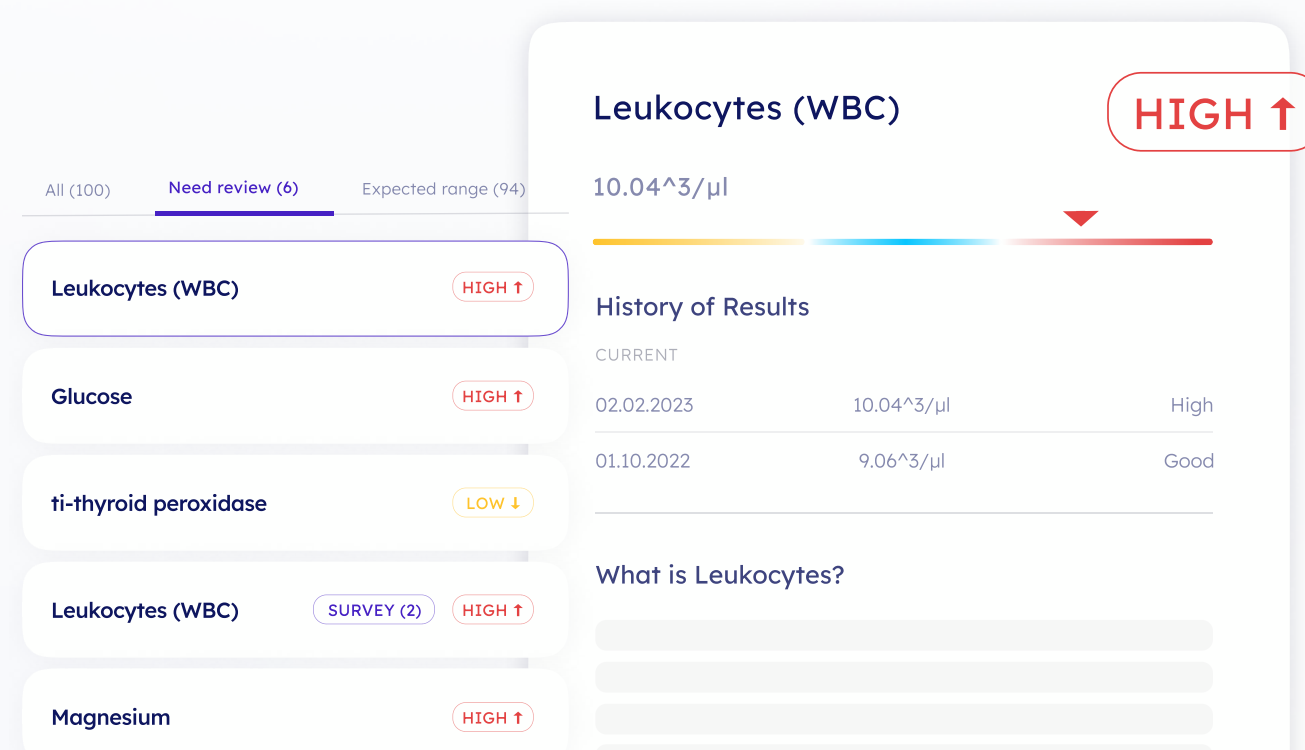 All (100)
Need review (6)
Expected range (94)
Leukocytes (WBC)
HIGH ↑
Glucose
HIGH ↑
ti-thyroid peroxidase
LOW ↓
Leukocytes (WBC)
SURVEY (2)
HIGH ↑
Magnesium
HIGH ↑
Leukocytes (WBC)
HIGH ↑
10.04^3/µl
History of Results
CURRENT
02.02.2023 10.04^3/µl High
01.10.2022 9.06^3/µl Good
What is Leukocytes?